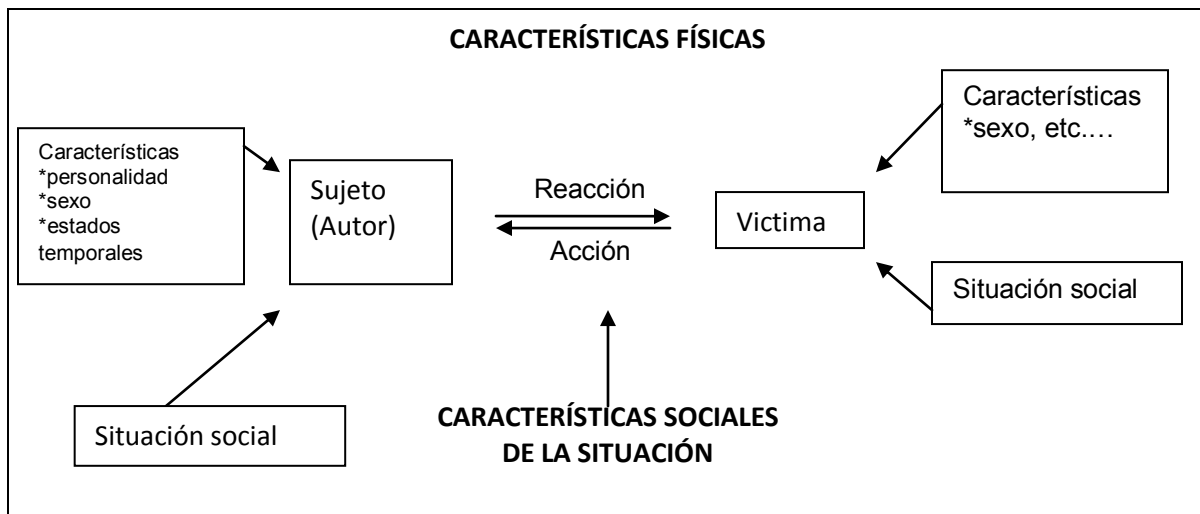 CARACTERÍSTICAS FÍSICAS
Características
*personalidad
*sexo
*estados
temporales
Sujeto
(Autor)
Reacción
Acción
Victima
Características
*sexo, etc.…
Situación social
Situación social
CARACTERÍSTICAS SOCIALES
DE LA SITUACIÓN